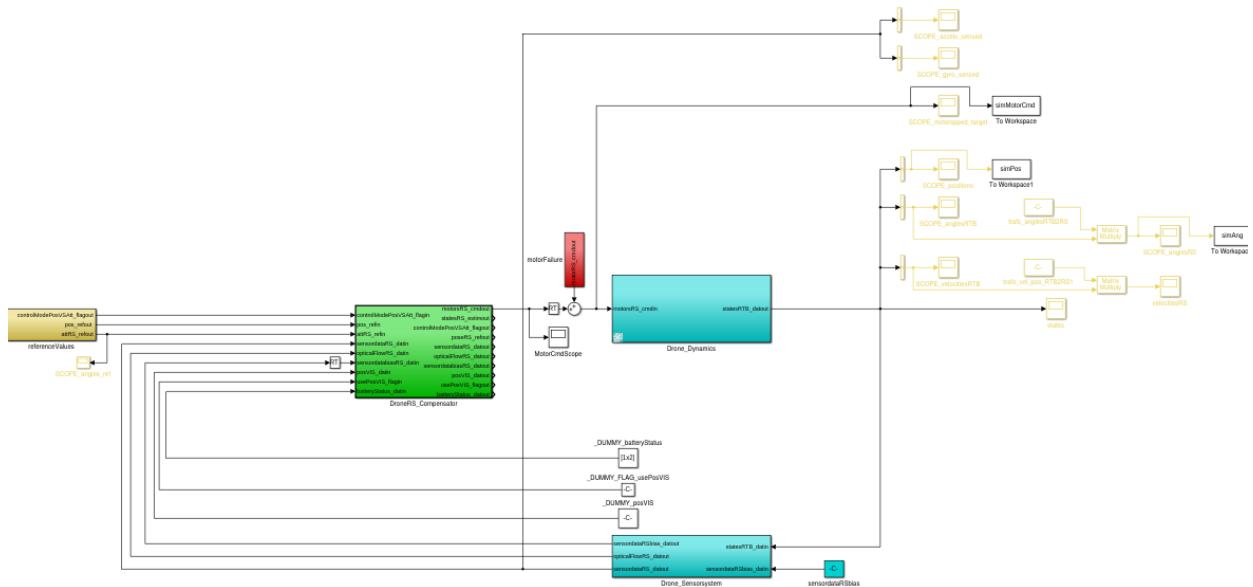 SCOPE_accelo_sensed
SCOPE_gyro_sensed
simMotorCmd
To Workspace
SCOPE_motorsspeed_target
simPos
To Workspace1
SCOPE_positions
-C-
trafo_anglesRTB2RS
SCOPE_anglesRTB
Matrix
Multiply
simAng
To Workspac
SCOPE_anglesRS
motorFailure
motorsRS_cmdout
-C-
trafo_vel_pos_RTB2RS1
SCOPE_velocitiesRTB
Matrix
Multiply
velocitiesRS
states
controlModePosVSAtt_flagout
pos_refout
attRS_refout
referenceValues
SCOPE_angles_ref
RT
controlModePosVSAtt_flagin
pos_refin
attRS_refin
sensordataRS_datin
opticalFlowRS_datin
sensordatabiasRS_datin
posVIS_datin
usePosVIS_flagin
batteryStatus_datin
motorsRS_cmdout
statesRS_estimout
controlModePosVSAtt_flagout
poseRS_refout
sensordataRS_datout
opticalFlowRS_datout
sensordatabiasRS_datout
posVIS_datout
usePosVIS_flagout
batteryStatus_datout
DroneRS_Compensator
RT
MotorCmdScope
motorsRS_cmdin
statesRTB_datout
Drone_Dynamics
_DUMMY_batteryStatus
[1x2]
_DUMMY_FLAG_usePosVIS
-C-
_DUMMY_posVIS
-C-
sensordataRSbias_datout
opticalFlowRS_datout
sensordataRS_datout
statesRTB_datin
sensordataRSbias_datin
Drone_Sensorsystem
-C-
sensordataRSbias